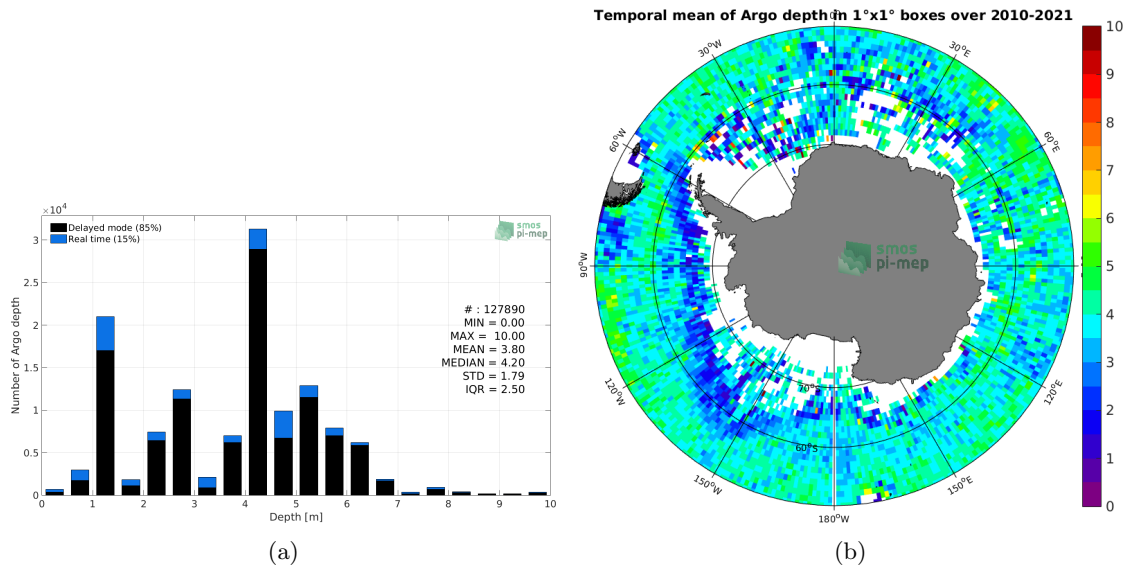 ×10⁴
3
2.5
2
1.5
1
0.5
0
Number of Argo depth
Delayed mode (85%)
Real time (15%)
smos
pi-mep
# : 127890
MIN = 0.00
MAX = 10.00
MEAN = 3.80
MEDIAN = 4.20
STD = 1.79
IQR = 2.50
0 1 2 3 4 5 6 7 8 9 10
Depth [m]
(a)
Temporal mean of Argo depth in 1°x1° boxes over 2010-2021
30°W
30°E
60°W
60°E
90°W
smos
pi-mep
120°W
120°E
70°S
60°S
150°W
150°E
180°W
10
9
8
7
6
5
4
3
2
1
0
(b)